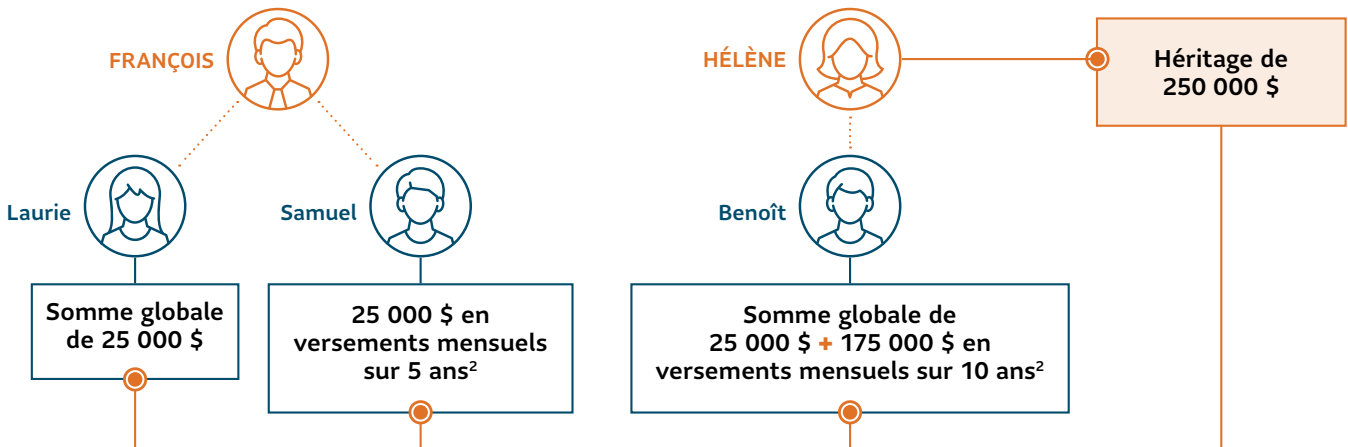 FRANÇOIS
HÉLÈNE
Héritage de
250 000 $
Laurie
Samuel
Benoît
Somme globale
de 25 000 $
25 000 $ en
versements mensuels
sur 5 ans²
Somme globale de
25 000 $ + 175 000 $ en
versements mensuels sur 10 ans²